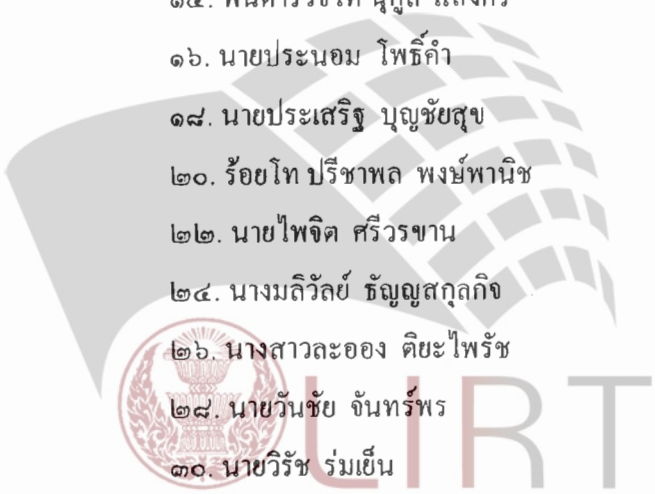 ๑๖. นายประนอม โพธิ์คำ
๑๘. นายประเสริฐ บุญชัยสุข
๒๐. ร้อยโท ปรีชาพล พงษ์พานิช
๒๒. นายไพจิต ศรีวรขาน
๒๔. นางมลิวัลย์ ธัญญสกุลกิจ
๒๖. นางสาวละออง ติยะไพรัช
๒๘. นายวันชัย จันทร์พร
๓๐. นายวิรัช ร่มเย็น
LIRT